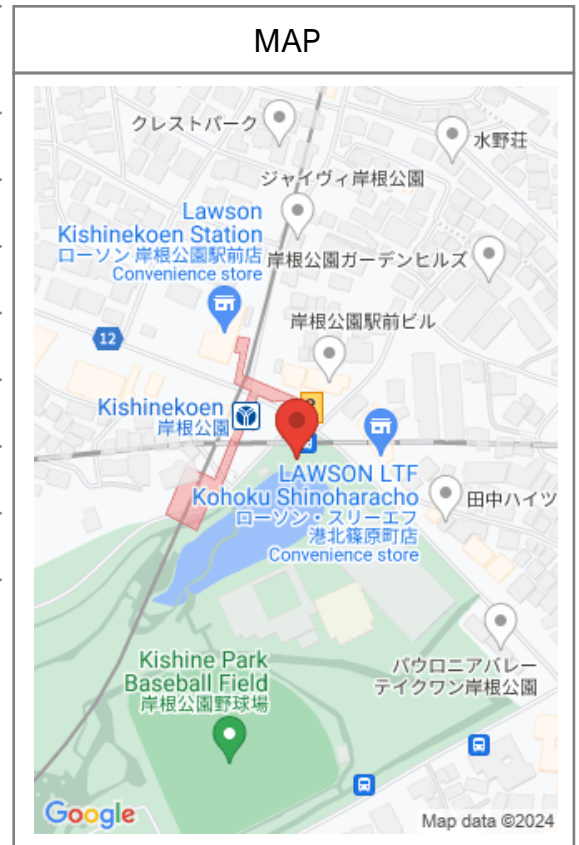 MAP
クレストパーク
水野荘
ジャイヴィ岸根公園
Lawson
Kishinekoen Station
ローソン 岸根公園駅前店
Convenience store
岸根公園ガーデンヒルズ
12
岸根公園駅前ビル
Kishinekoen
岸根公園
LAWSON LTF
Kohoku Shinoharacho
ローソン・スリーエフ
港北篠原町店
Convenience store
田中ハイツ
Kishine Park
Baseball Field
岸根公園野球場
パウロニアバレー
テイクワン岸根公園
Google
Map data ©2024